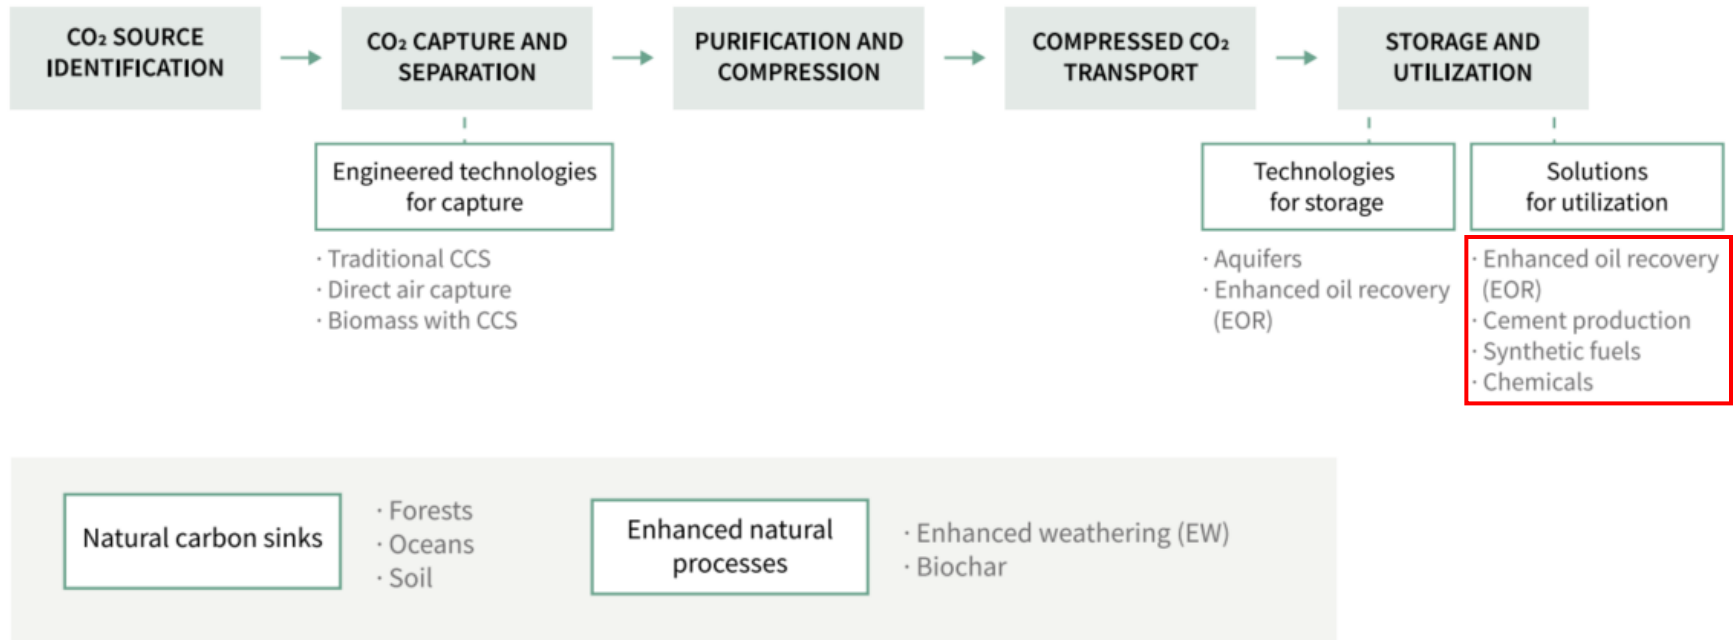 CO₂ SOURCE
IDENTIFICATION
CO₂ CAPTURE AND
SEPARATION
PURIFICATION AND
COMPRESSION
COMPRESSED CO₂
TRANSPORT
STORAGE AND
UTILIZATION
Engineered technologies
for capture
· Traditional CCS
· Direct air capture
· Biomass with CCS
Technologies
for storage
· Aquifers
· Enhanced oil recovery
(EOR)
Solutions
for utilization
· Enhanced oil recovery
(EOR)
· Cement production
· Synthetic fuels
· Chemicals
Natural carbon sinks
· Forests
· Oceans
· Soil
Enhanced natural
processes
· Enhanced weathering (EW)
· Biochar